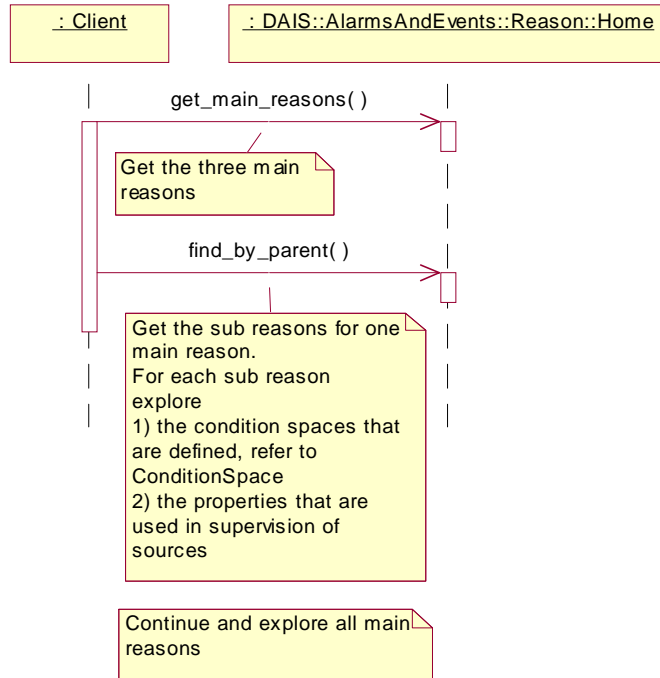 : Client
: DAIS::AlarmsAndEvents::Reason::Home
get_main_reasons( )
Get the three main
reasons
find_by_parent( )
Get the sub reasons for one
main reason.
For each sub reason
explore
1) the condition spaces that
are defined, refer to
ConditionSpace
2) the properties that are
used in supervision of
sources
Continue and explore all main
reasons